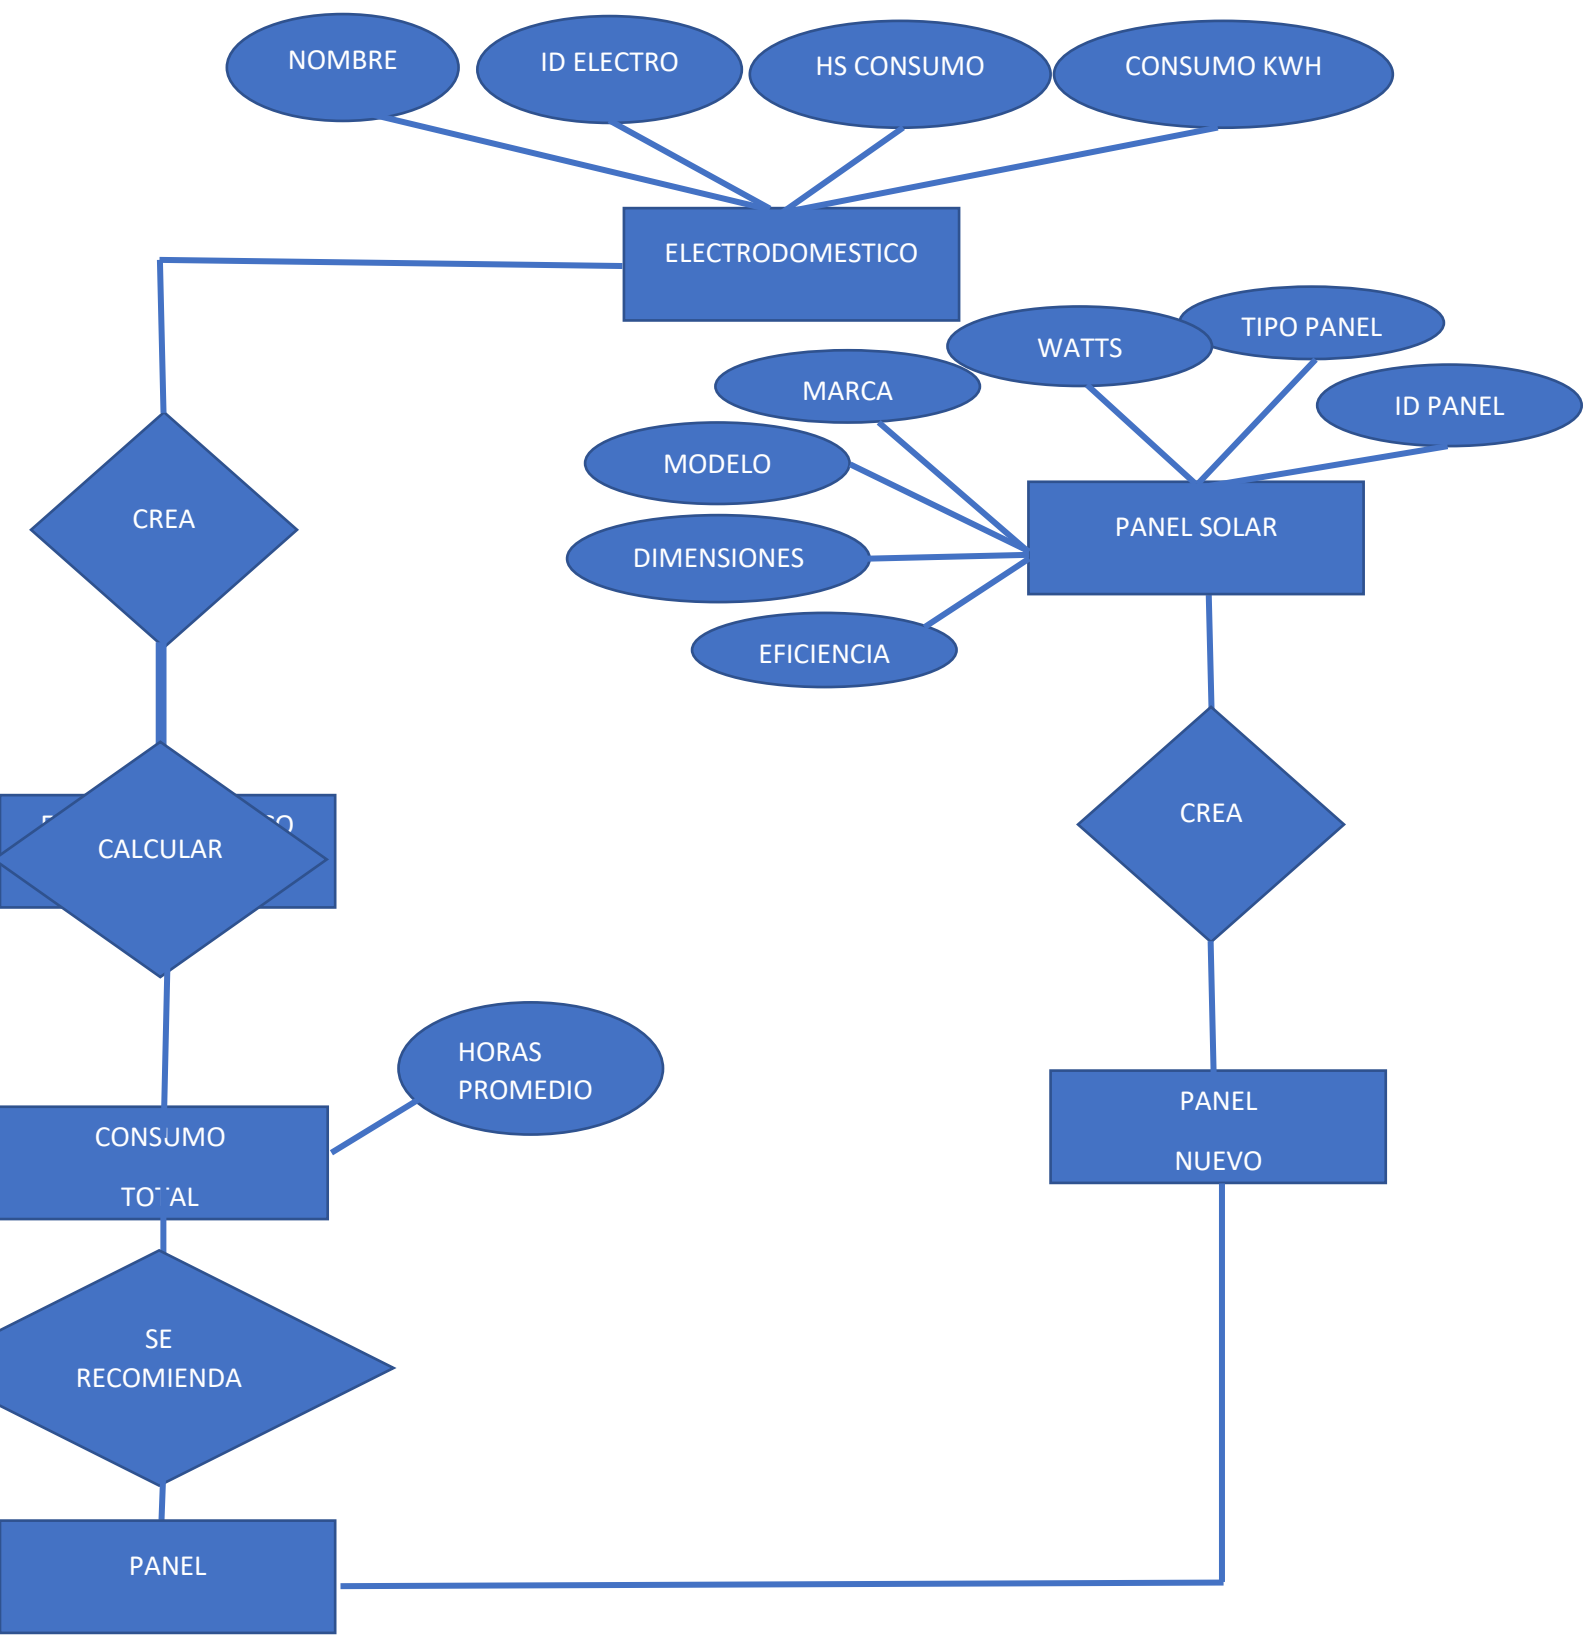 NOMBRE
ID ELECTRO
HS CONSUMO
CONSUMO KWH
ELECTRODOMESTICO
TIPO PANEL
WATTS
MARCA
ID PANEL
MODELO
CREA
PANEL SOLAR
DIMENSIONES
EFICIENCIA
CREA
CALCULAR
HORAS
PROMEDIO
PANEL
NUEVO
CONSUMO
TOTAL
SE
RECOMIENDA
PANEL